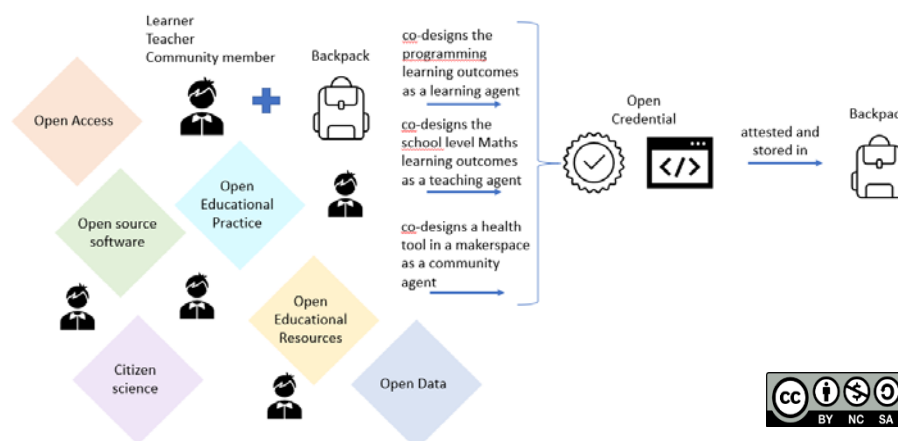 Learner
Teacher
Community member
Backpack
co-designs the
programming
learning outcomes
as a learning agent
co-designs the
school level Maths
learning outcomes
as a teaching agent
co-designs a health
tool in a makerspace
as a community
agent
Open
Credential
</>
attested and
stored in
Backpack
Open Access
Open
Educational
Practice
Open source
software
Open
Educational
Resources
Citizen
science
Open Data
cc
BY NC SA